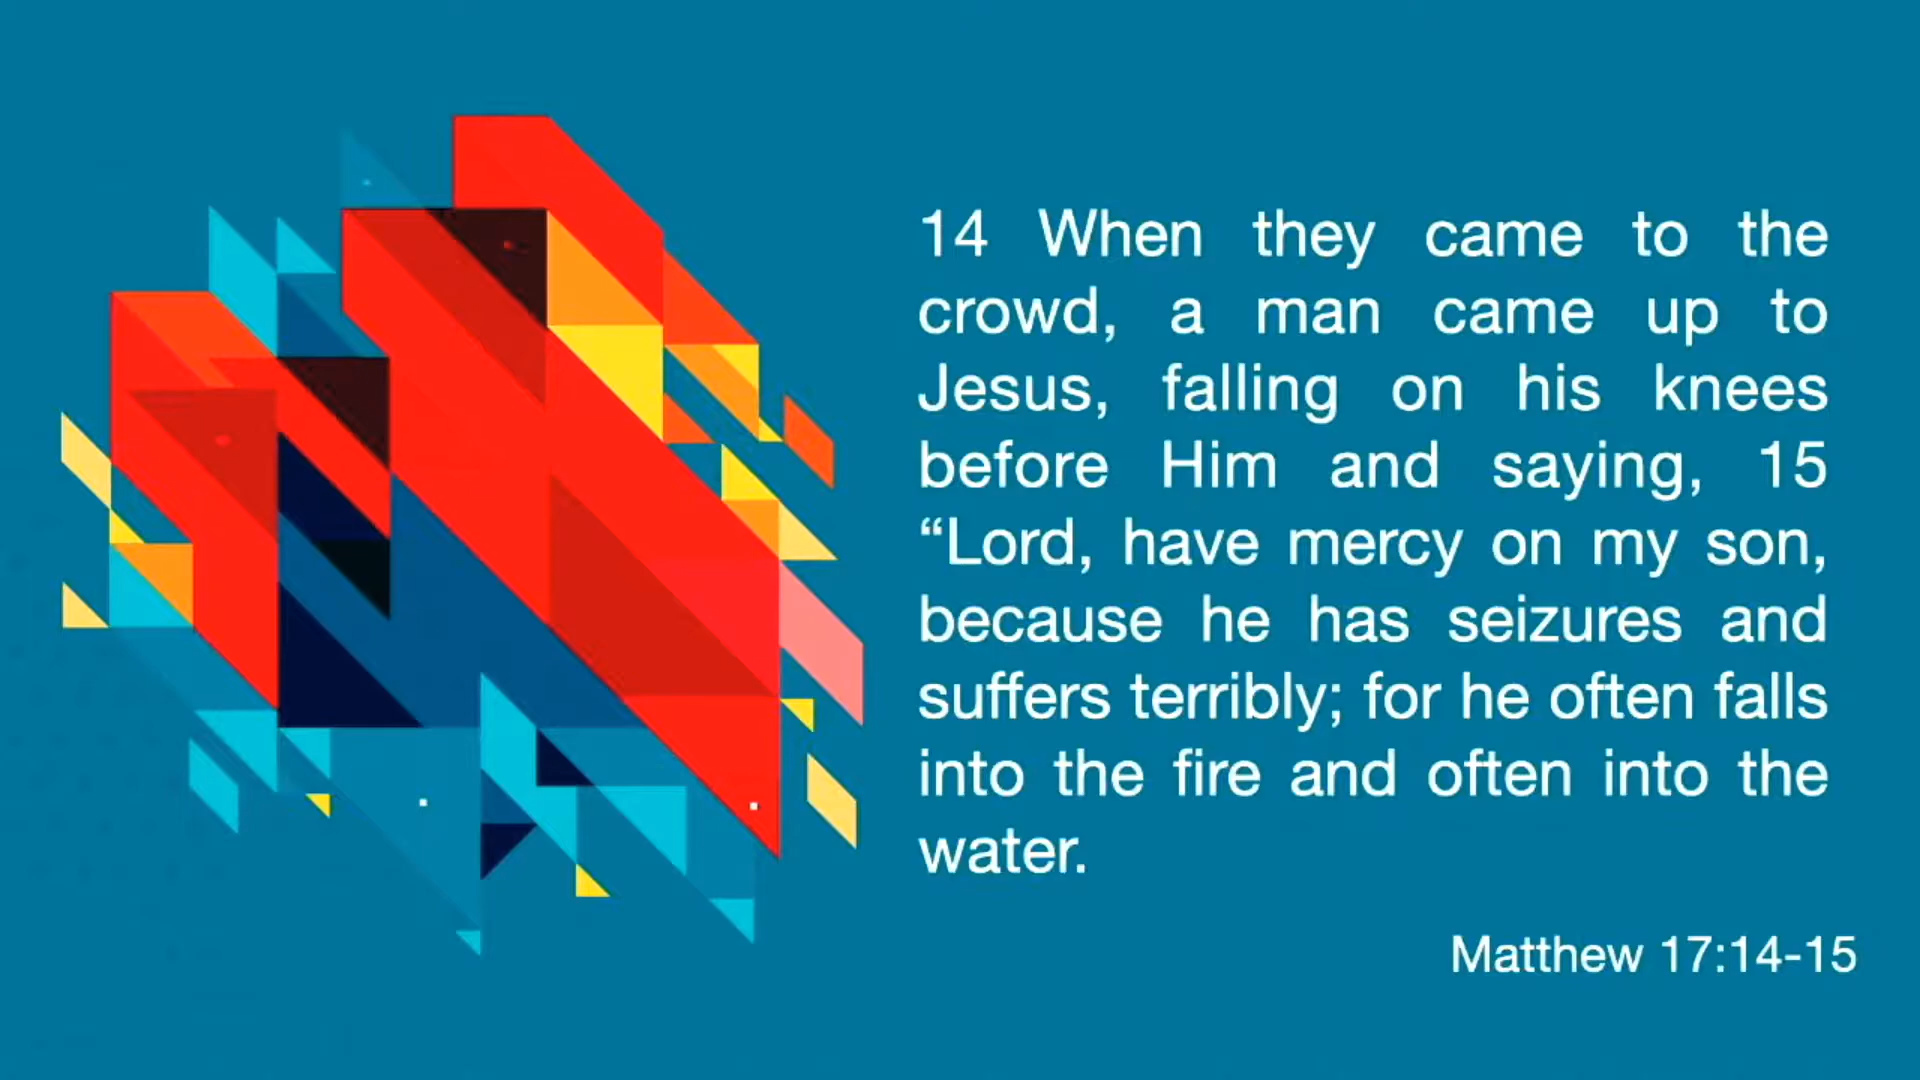 14 When they came to the
crowd, a man came up to
Jesus, falling on his knees
before Him and saying, 15
“Lord, have mercy on my son,
because he has seizures and
suffers terribly; for he often falls
into the fire and often into the
water.
Matthew 17:14-15